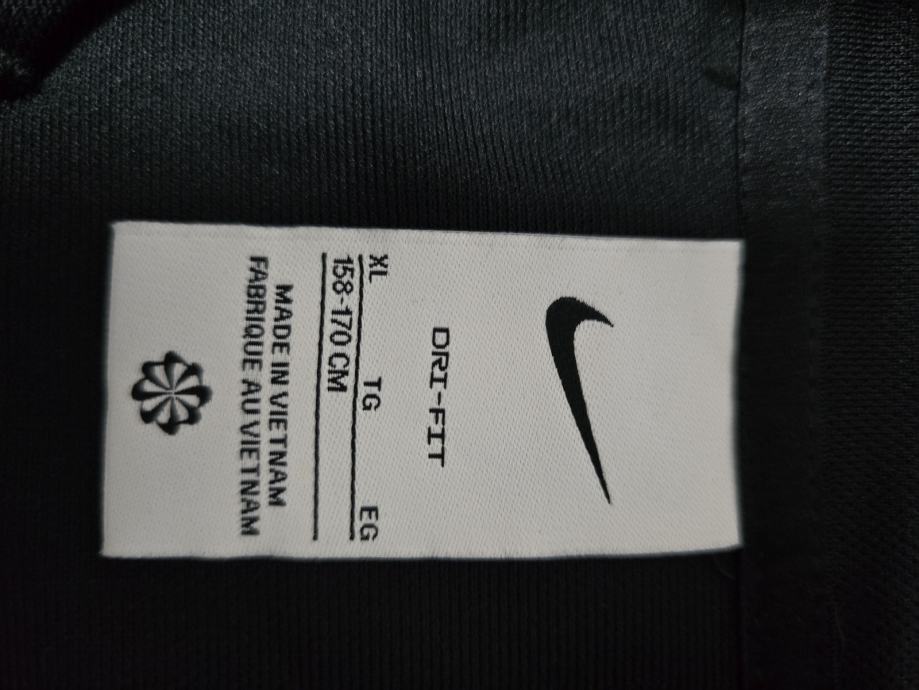 DRI-FIT
XL TG EG
158-170 CM
MADE IN VIETNAM
FABRIQUE AU VIETNAM